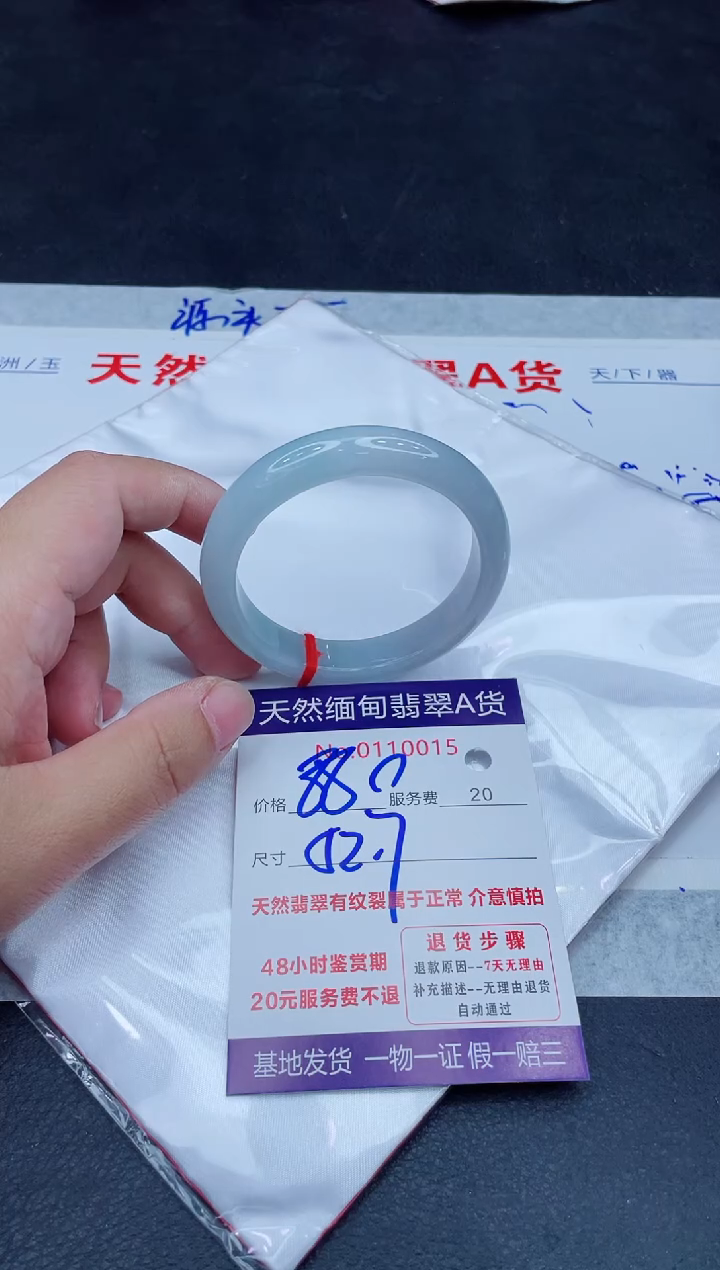 洲/玉
天然
翠A货
天/下/器
天然缅甸翡翠A货
No.0110015
价格 880 服务费 20
尺寸 52.7
天然翡翠有纹裂属于正常 介意慎拍
48小时鉴赏期
20元服务费不退
退货步骤
退款原因--7天无理由
补充描述--无理由退货
自动通过
基地发货 一物一证 假一赔三